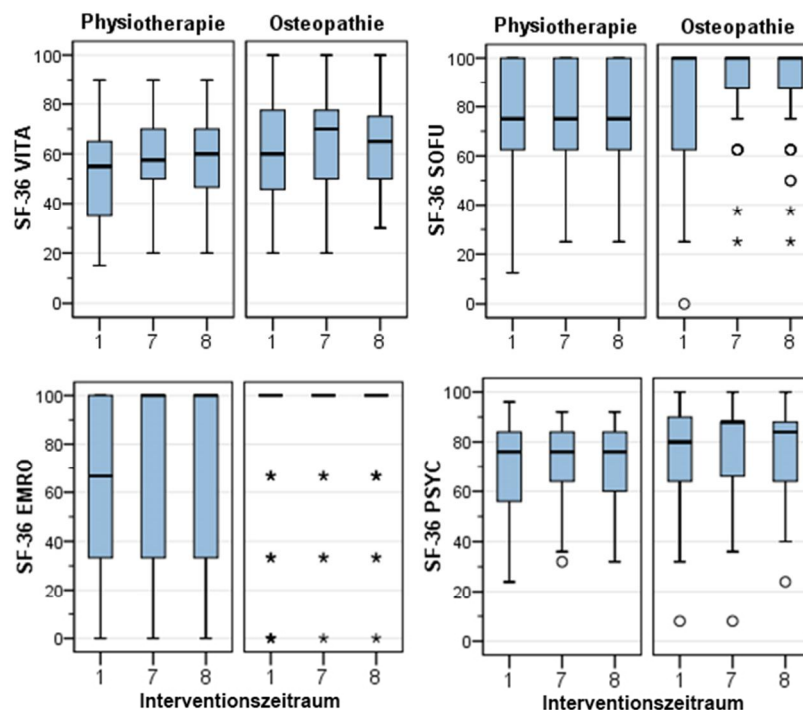 Physiotherapie Osteopathie
SF-36 VITA
100
80
60
40
20
0
1 7 8 1 7 8
Physiotherapie Osteopathie
SF-36 SOFU
100
80
60
40
20
0
1 7 8 1 7 8
SF-36 EMRO
100
80
60
40
20
0
1 7 8 1 7 8
Interventionszeitraum
SF-36 PSYC
100
80
60
40
20
0
1 7 8 1 7 8
Interventionszeitraum